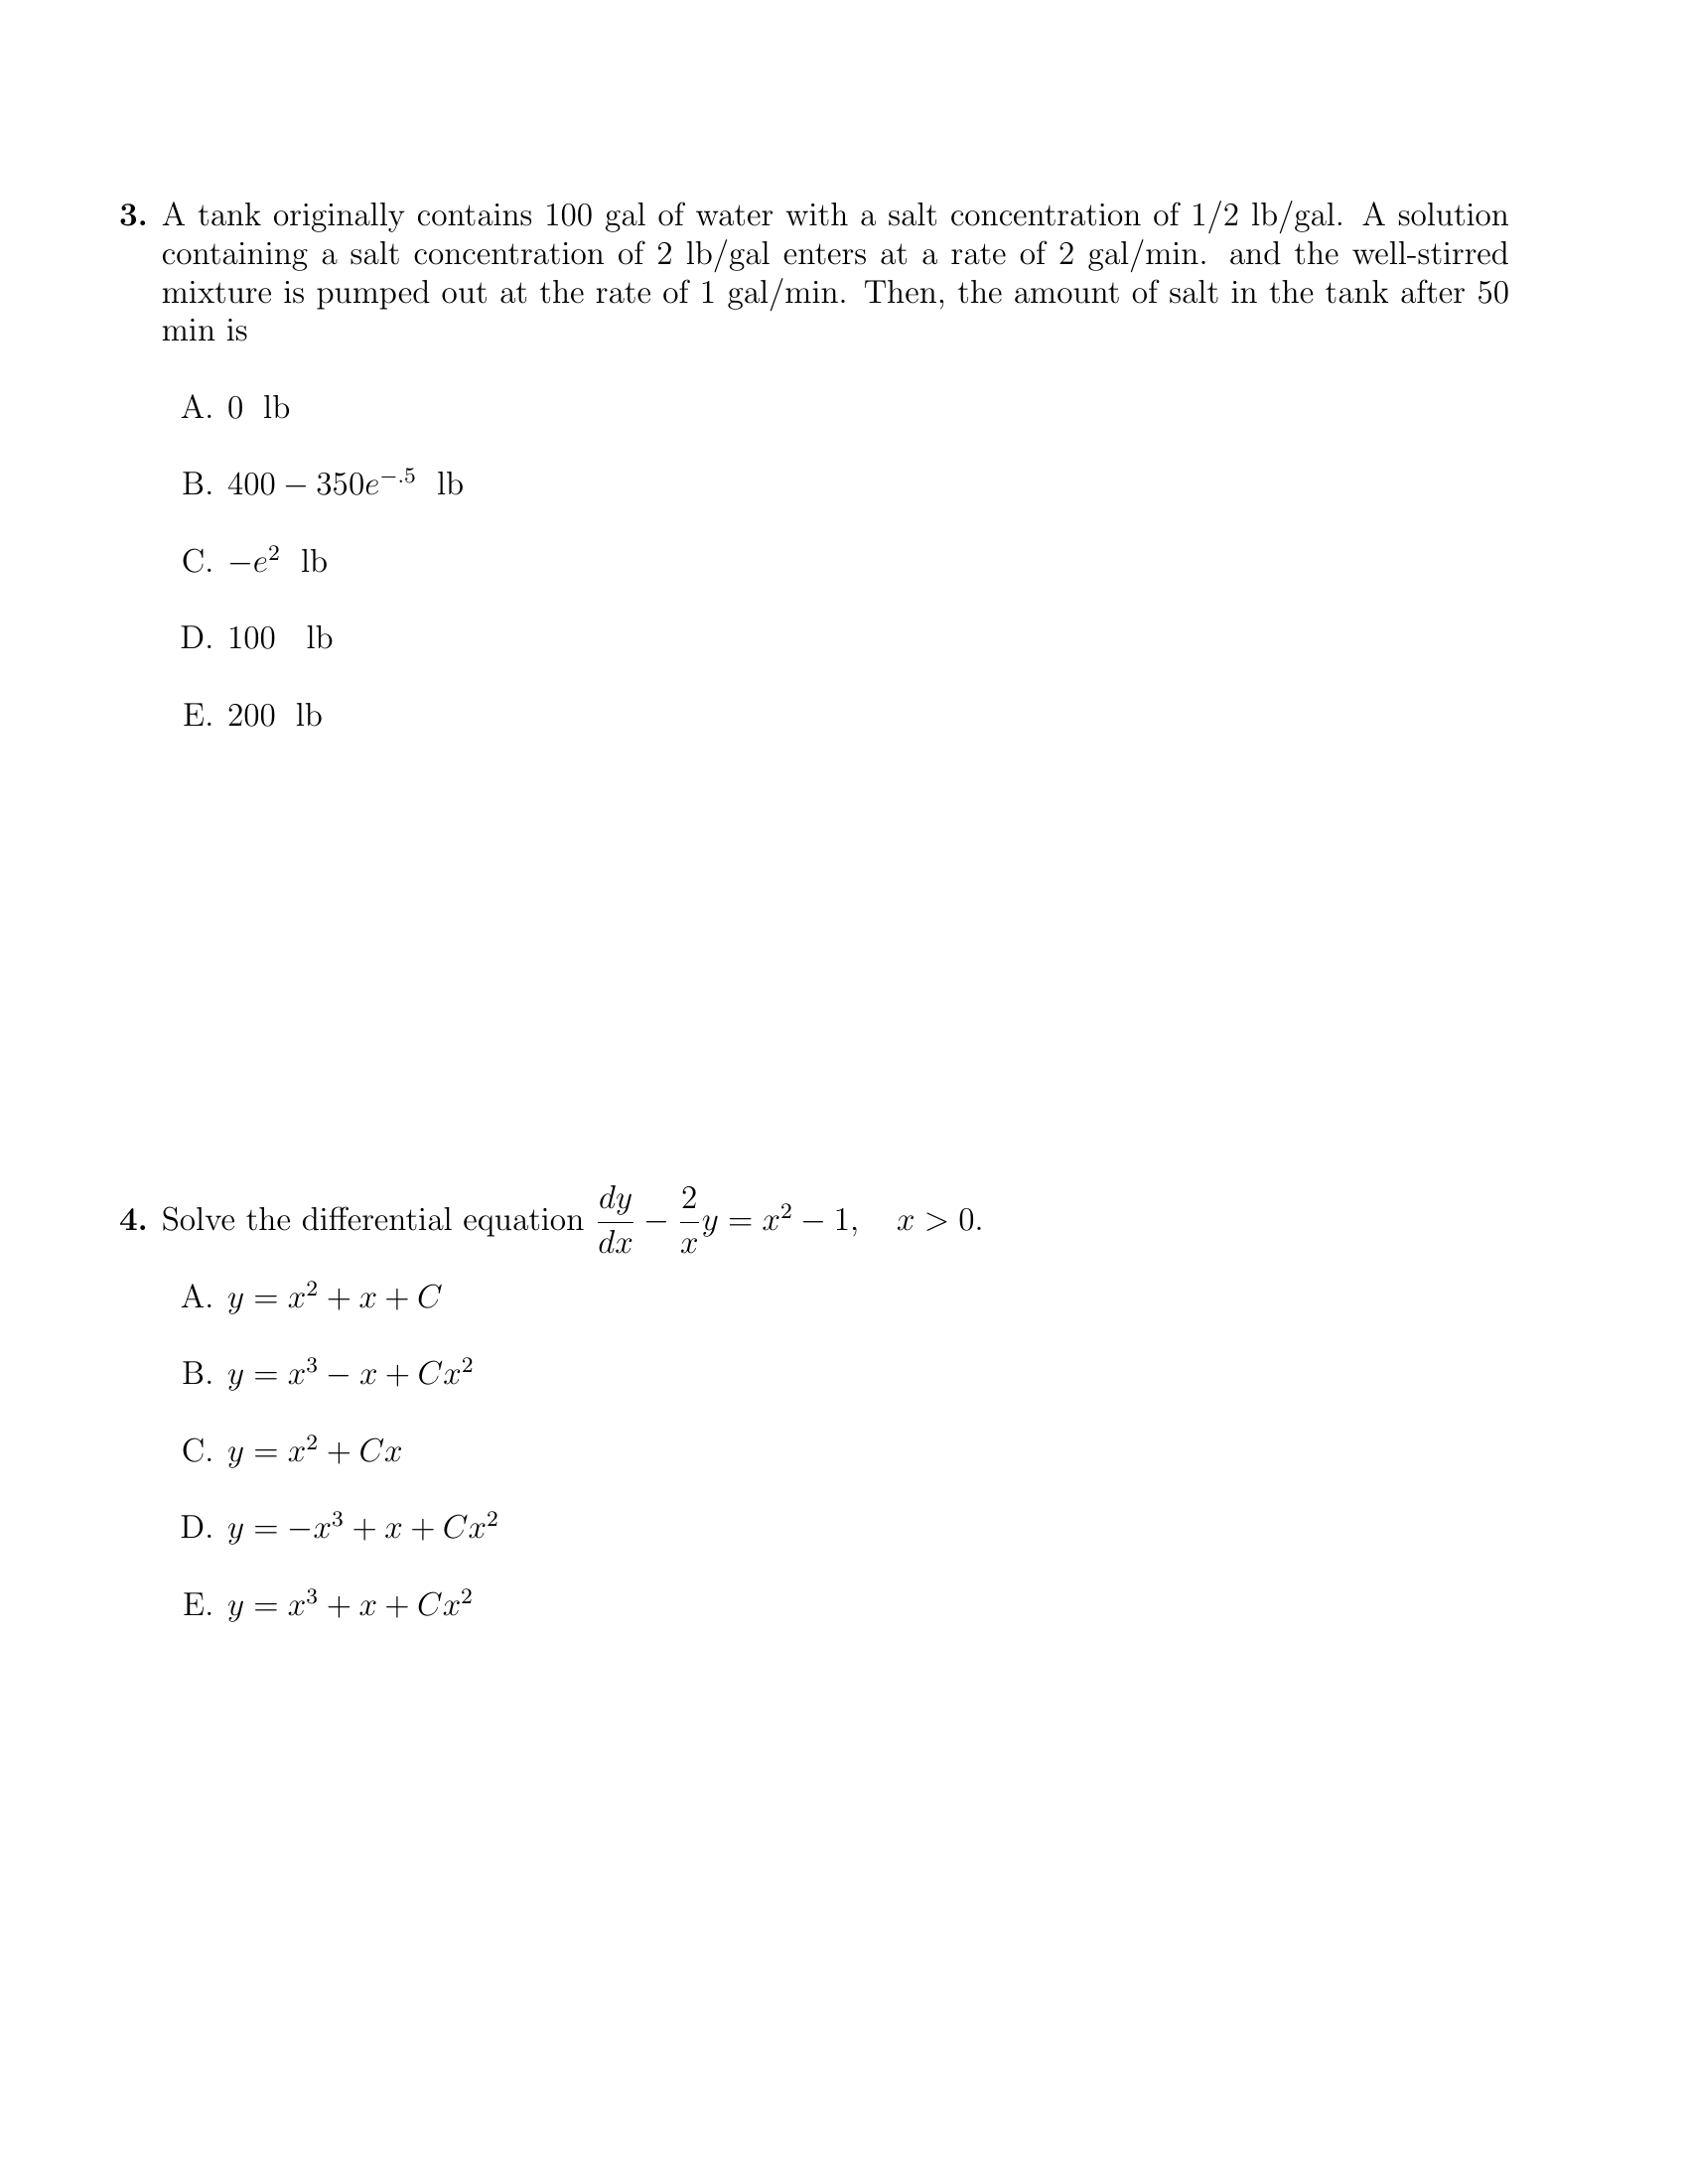 3. A tank originally contains 100 gal of water with a salt concentration of 1/2 lb/gal. A solution
containing a salt concentration of 2 lb/gal enters at a rate of 2 gal/min. and the well-stirred
mixture is pumped out at the rate of 1 gal/min. Then, the amount of salt in the tank after 50
min is
A. 0 lb
B. $400 - 350e^{-.5}$ lb
C. $-e^2$ lb
D. 100 lb
E. 200 lb
4. Solve the differential equation $\dfrac{dy}{dx} - \dfrac{2}{x}y = x^2 - 1, \quad x > 0.$
A. $y = x^2 + x + C$
B. $y = x^3 - x + Cx^2$
C. $y = x^2 + Cx$
D. $y = -x^3 + x + Cx^2$
E. $y = x^3 + x + Cx^2$